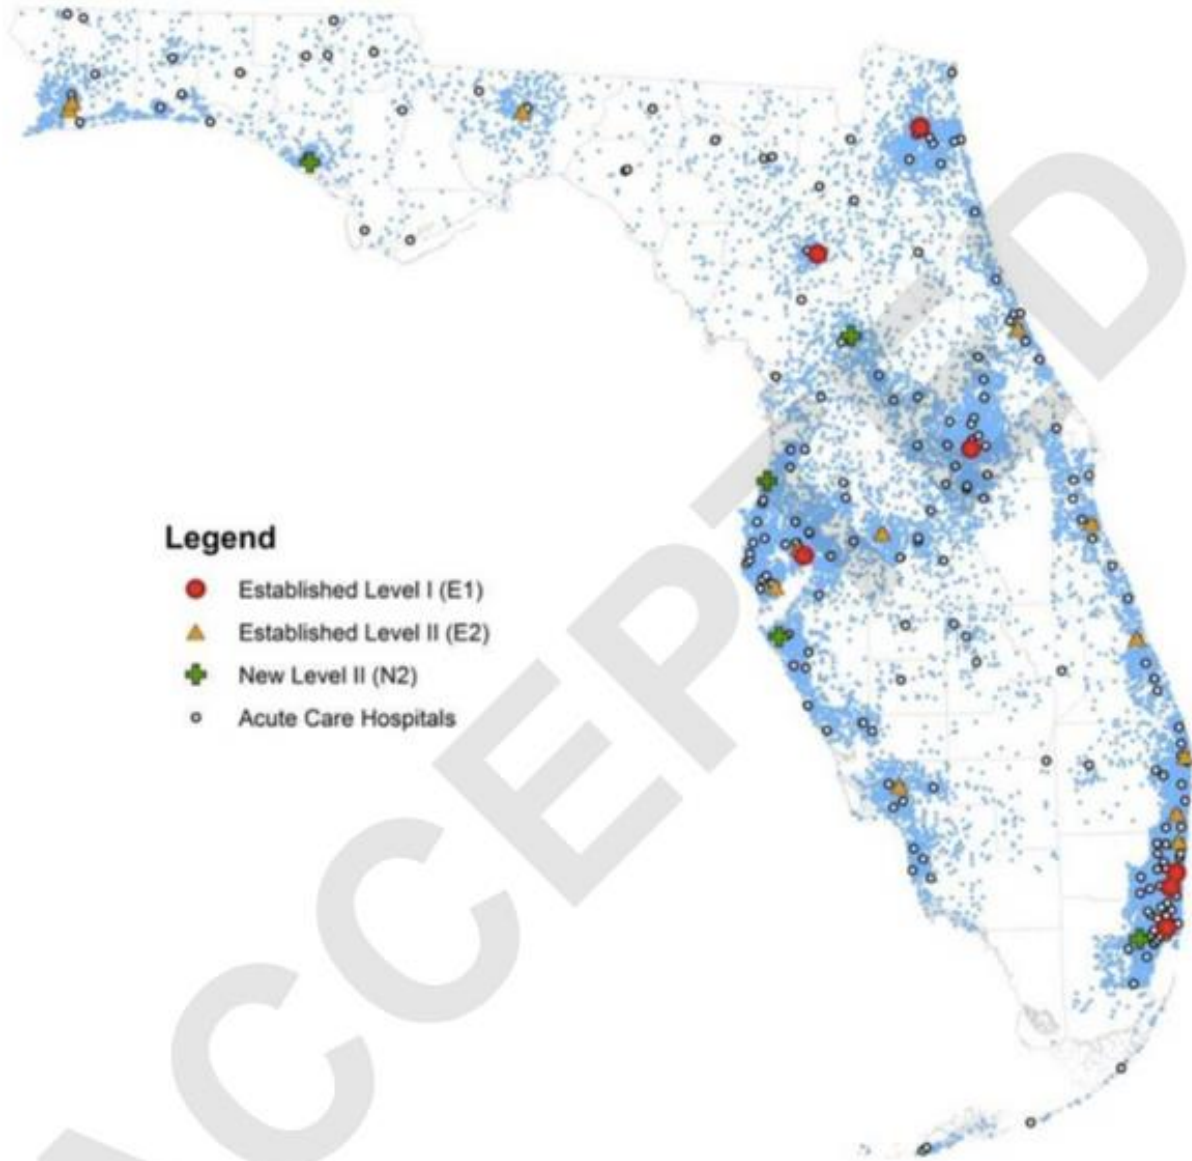 Legend
Established Level I (E1)
Established Level II (E2)
New Level II (N2)
Acute Care Hospitals
ACCEPTED